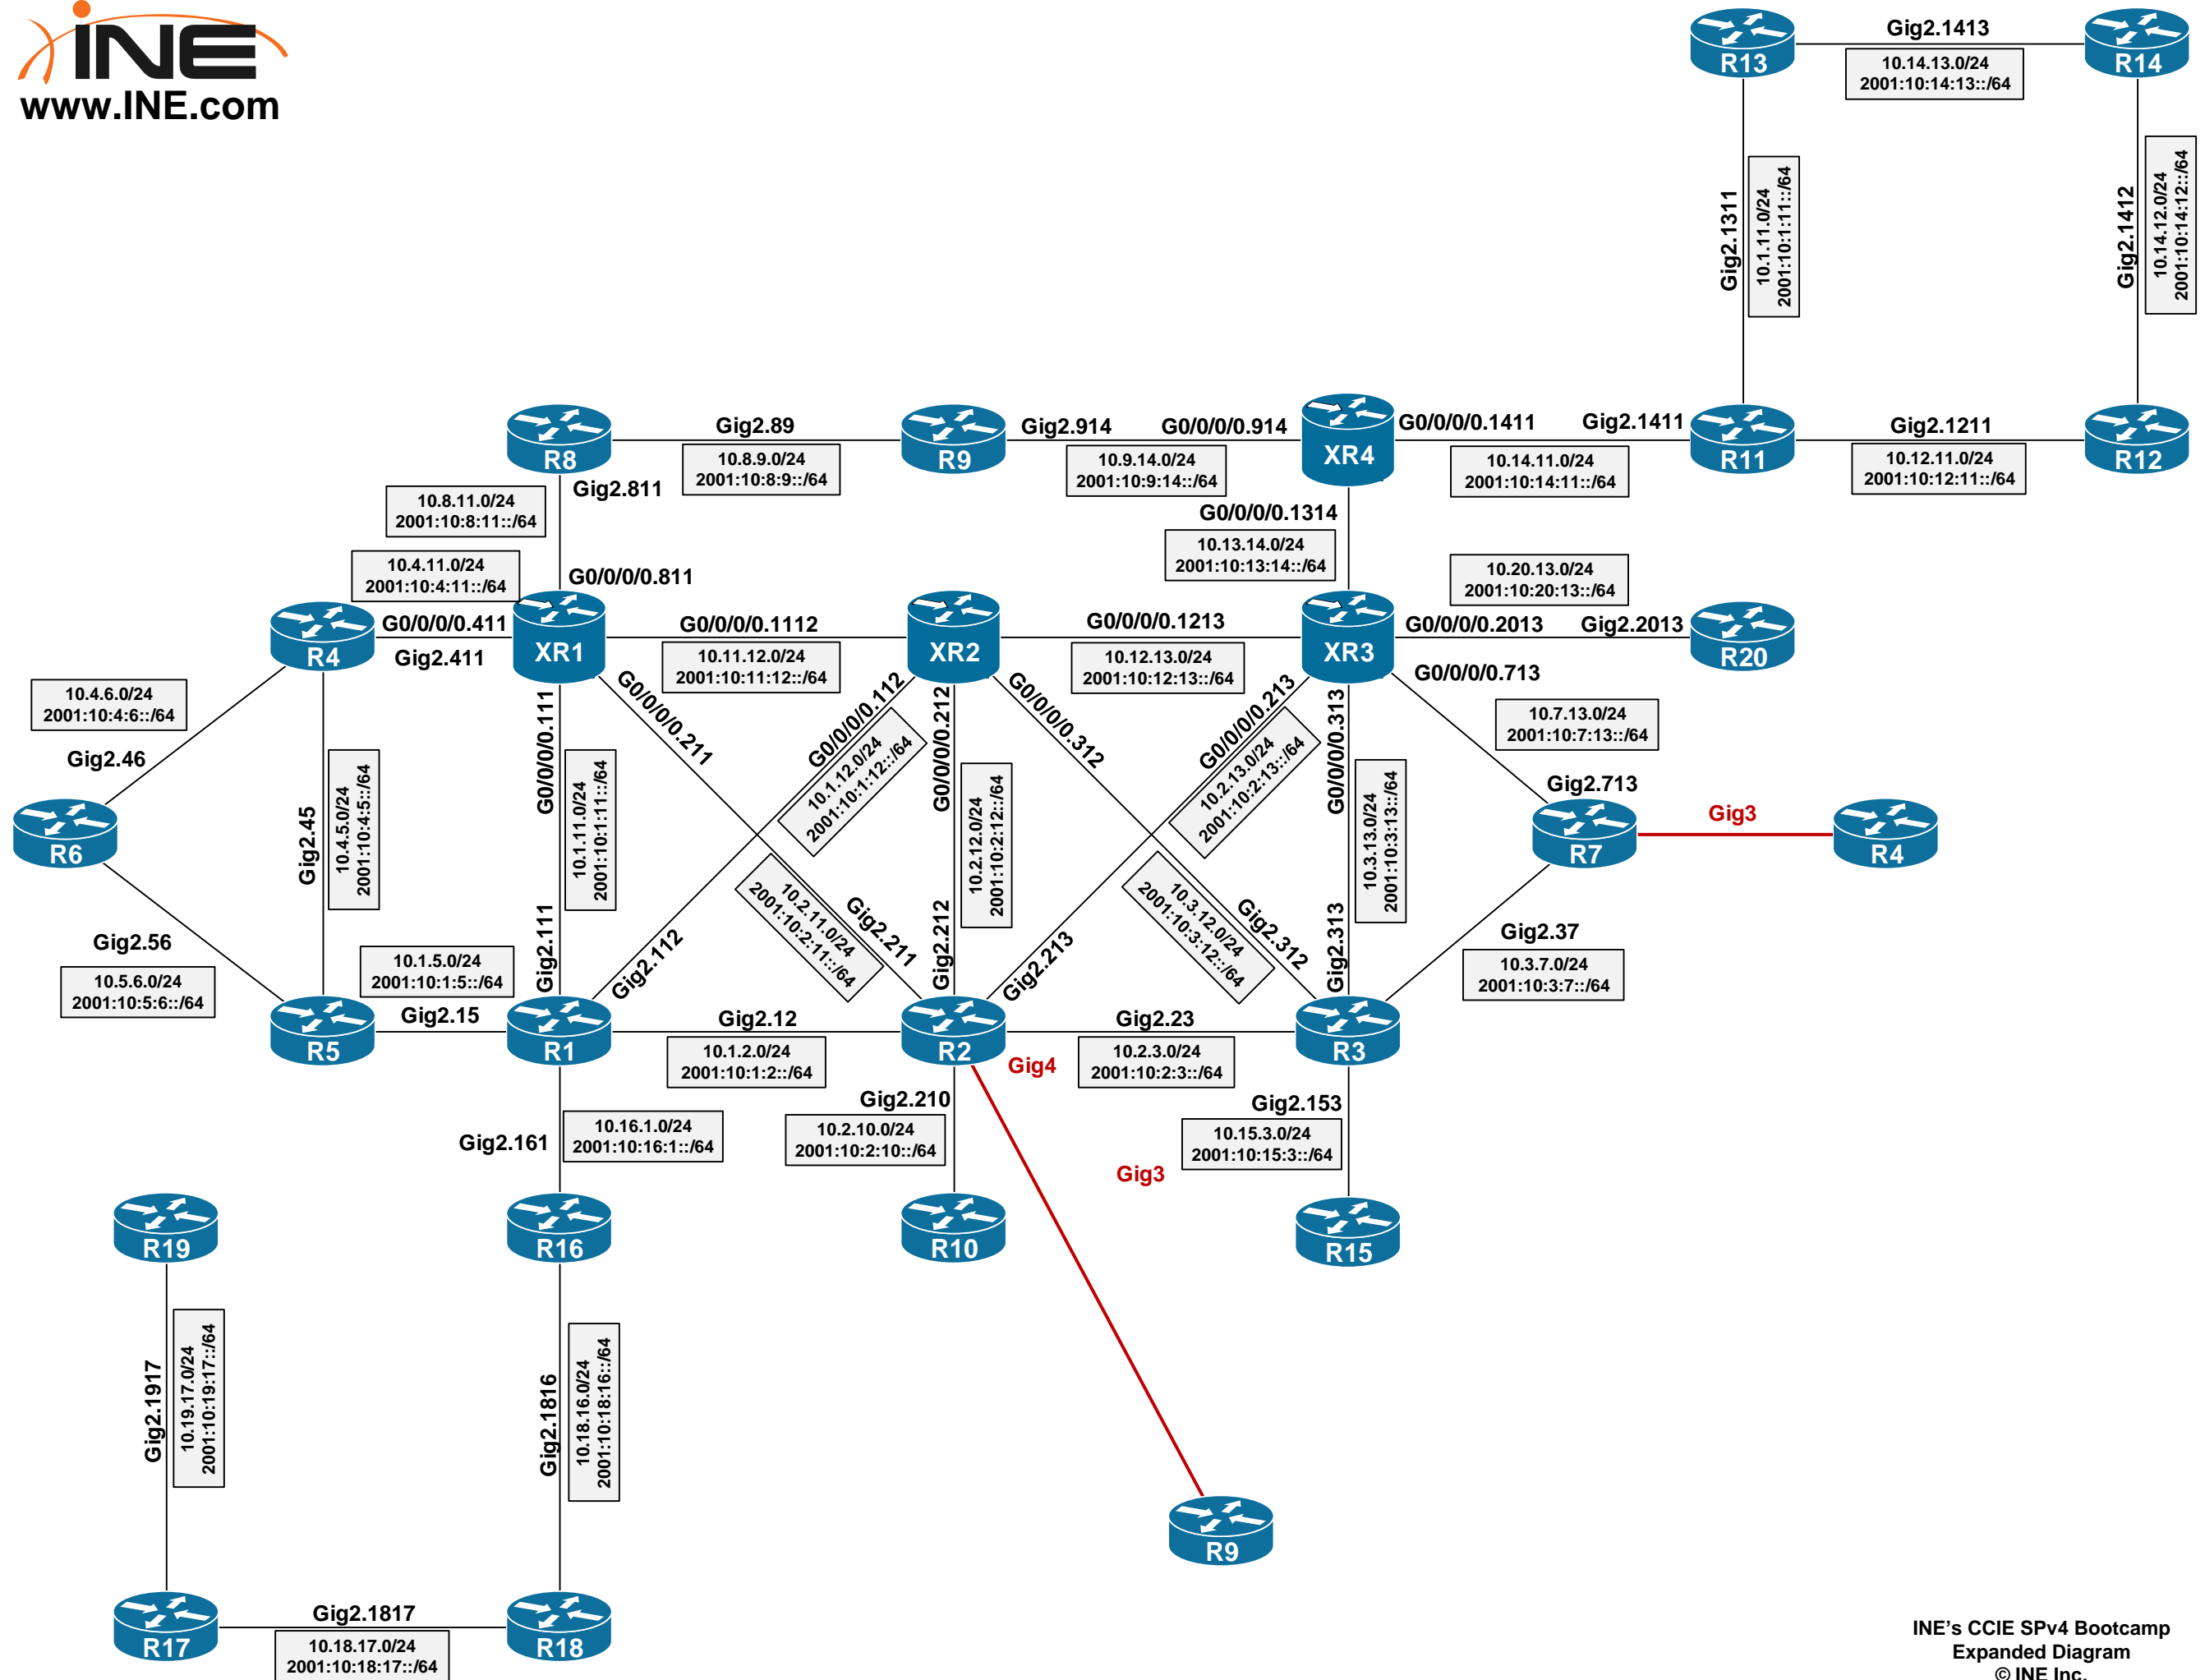 INE
www.INE.com
R13
Gig2.1413
10.14.13.0/24
2001:10:14:13::/64
R14
Gig2.1311
10.1.11.0/24
2001:10:1:11::/64
Gig2.1412
10.14.12.0/24
2001:10:14:12::/64
R8
Gig2.89
10.8.9.0/24
2001:10:8:9::/64
R9
Gig2.914
G0/0/0/0.914
10.9.14.0/24
2001:10:9:14::/64
XR4
G0/0/0/0.1411
Gig2.1411
10.14.11.0/24
2001:10:14:11::/64
R11
Gig2.1211
10.12.11.0/24
2001:10:12:11::/64
R12
Gig2.811
10.8.11.0/24
2001:10:8:11::/64
G0/0/0/0.1314
10.13.14.0/24
2001:10:13:14::/64
10.4.11.0/24
2001:10:4:11::/64
G0/0/0/0.811
10.20.13.0/24
2001:10:20:13::/64
R4
G0/0/0/0.411
Gig2.411
XR1
G0/0/0/0.1112
10.11.12.0/24
2001:10:11:12::/64
XR2
G0/0/0/0.1213
10.12.13.0/24
2001:10:12:13::/64
XR3
G0/0/0/0.2013
Gig2.2013
R20
G0/0/0/0.713
10.4.6.0/24
2001:10:4:6::/64
Gig2.46
Gig2.45
10.4.5.0/24
2001:10:4:5::/64
G0/0/0/0.111
10.1.11.0/24
2001:10:1:11::/64
Gig2.111
G0/0/0/0.211
10.2.11.0/24
2001:10:2:11::/64
Gig2.211
G0/0/0/0.112
10.1.12.0/24
2001:10:1:12::/64
Gig2.112
G0/0/0/0.212
10.2.12.0/24
2001:10:2:12::/64
Gig2.212
G0/0/0/0.312
10.3.12.0/24
2001:10:3:12::/64
Gig2.312
G0/0/0/0.213
10.2.13.0/24
2001:10:2:13::/64
Gig2.213
G0/0/0/0.313
10.3.13.0/24
2001:10:3:13::/64
Gig2.313
10.7.13.0/24
2001:10:7:13::/64
Gig2.713
R6
R7
Gig3
R4
Gig2.56
10.5.6.0/24
2001:10:5:6::/64
10.1.5.0/24
2001:10:1:5::/64
Gig2.15
Gig2.37
10.3.7.0/24
2001:10:3:7::/64
R5
R1
Gig2.12
10.1.2.0/24
2001:10:1:2::/64
R2
Gig4
Gig2.23
10.2.3.0/24
2001:10:2:3::/64
R3
Gig2.161
10.16.1.0/24
2001:10:16:1::/64
Gig2.210
10.2.10.0/24
2001:10:2:10::/64
Gig2.153
10.15.3.0/24
2001:10:15:3::/64
Gig3
R19
R16
R10
R15
Gig2.1917
10.19.17.0/24
2001:10:19:17::/64
Gig2.1816
10.18.16.0/24
2001:10:18:16::/64
R9
R17
Gig2.1817
10.18.17.0/24
2001:10:18:17::/64
R18
INE's CCIE SPv4 Bootcamp
Expanded Diagram
© INE Inc.